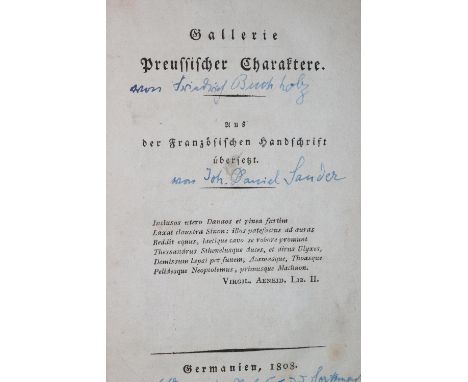 Gallerie
Preussischer Charaktere.
von Friedrich Buchholz
Aus
der Französischen Handschrift
übersetzt.
von Joh. Daniel Sander
Inclusos utero Danaos et pinea furtim
Laxat claustra Sinon: illos patefactus ad auras
Reddit equus, laetique cavo se robore promunt
Thessandrus Sthenelusque duces, et dirus Ulyxes,
Demissum lapsi per funem, Acamasque, Thoasque
Pelidesque Neoptolemus, primusque Machaon.
VIRGIL. AENEID. LIB. II.
Germanien, 1808.